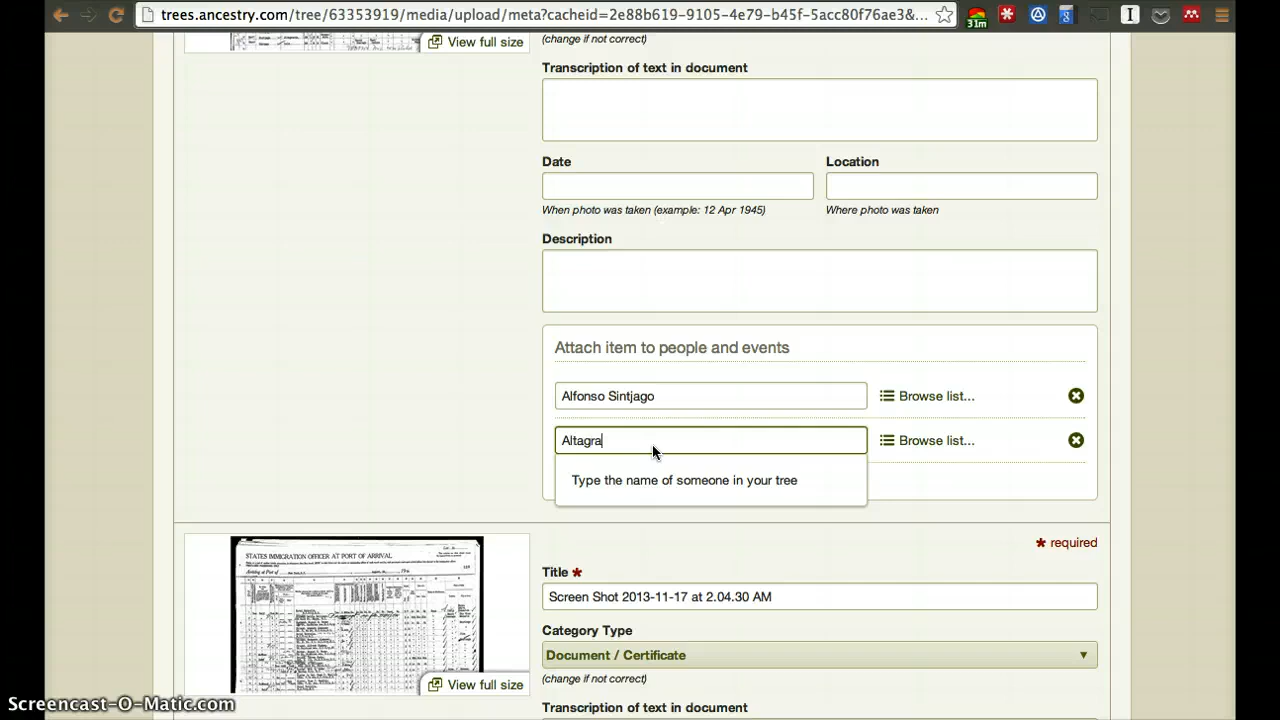 trees.ancestry.com/tree/63353919/media/upload/meta?cacheid=2e88b619-9105-4e79-b45f-5acc80f76ae3&...
31m
View full size
(change if not correct)
Transcription of text in document
Date
Location
When photo was taken (example: 12 Apr 1945)
Where photo was taken
Description
Attach item to people and events
Alfonso Sintjago
Browse list...
Altagra
Browse list...
Type the name of someone in your tree
* required
STATES IMMIGRATION OFFICER AT PORT OF ARRIVAL
Title *
Screen Shot 2013-11-17 at 2.04.30 AM
Category Type
Document / Certificate
(change if not correct)
View full size
Transcription of text in document
Screencast-O-Matic.com